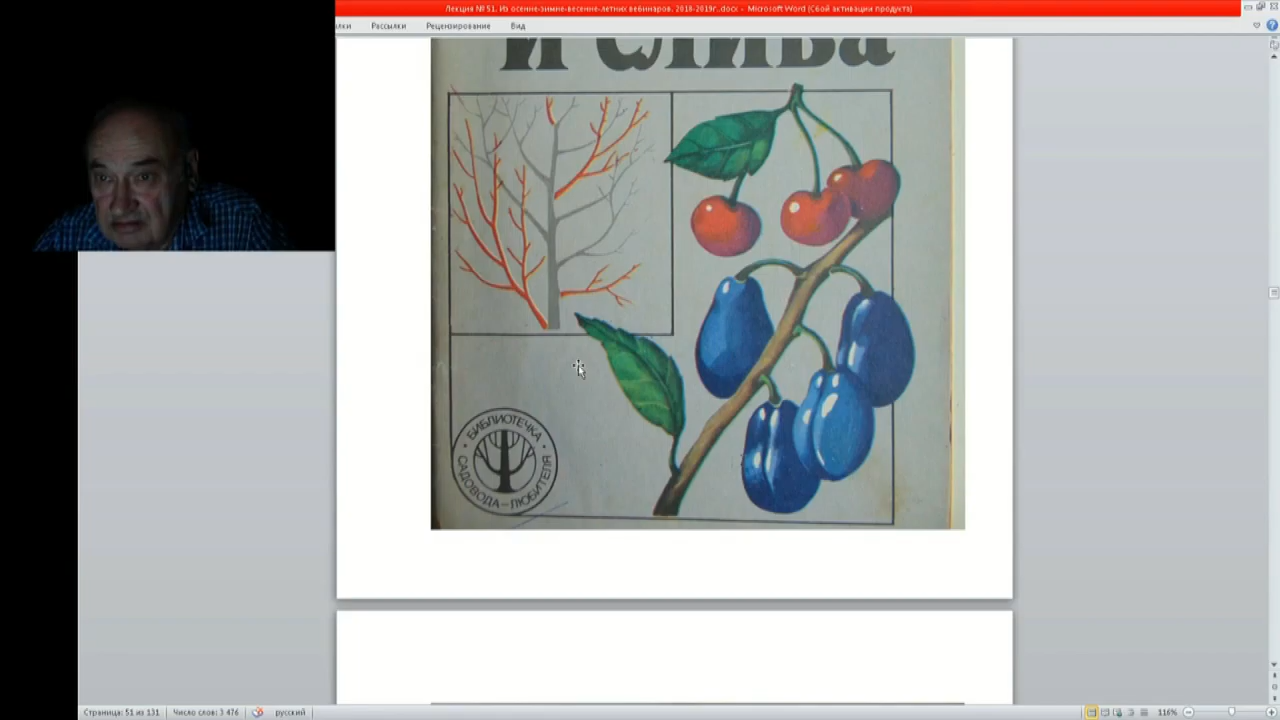 Лекция № 51. Из осенне-зимне-весенне-летних вебинаров. 2018-2019г..docx - Microsoft Word (Сбой активации продукта)
лки Рассылки Рецензирование Вид
и слива
БИБЛИОТЕЧКА
САДОВОДА-ЛЮБИТЕЛЯ
Страница: 51 из 131 Число слов: 3 476 русский 116%